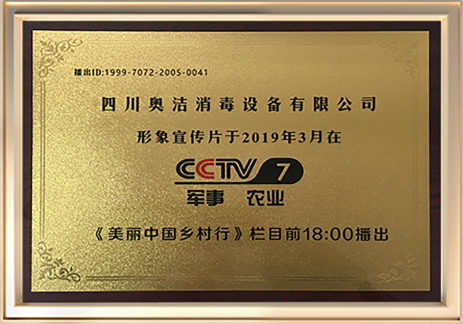 播出ID:1999-7072-2005-0041
四川奥洁消毒设备有限公司
形象宣传片于2019年3月在
CCTV 7
军事 农业
《美丽中国乡村行》栏目前18:00播出